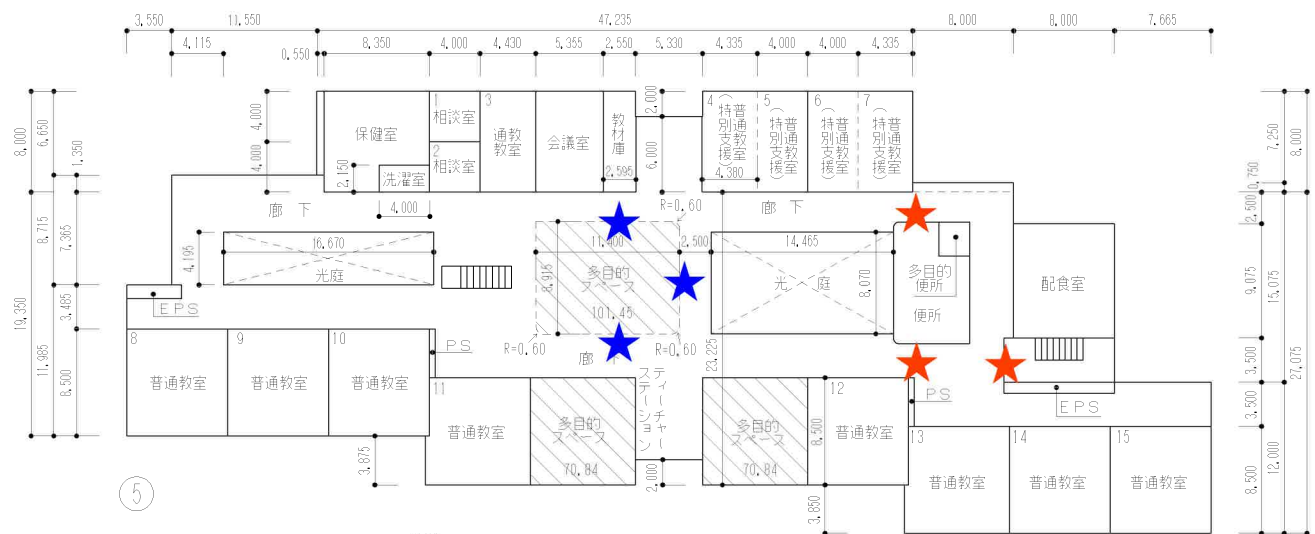 3,550
11,550
47,235
8,000
8,000
7,665
4,115
0,550
8,350
4,000
4,430
5,355
2,550
5,330
4,335
4,000
4,000
4,335
8,000
6,650
1,350
4,000
4,000
保健室
2,150
洗濯室
4,000
1
相談室
2
相談室
3
通教教室
会議室
教材庫
2,595
2,000
6,000
4
普通教室
(特別支援)
4,380
5
普通教室
(特別支援)
6
普通教室
(特別支援)
7
普通教室
(特別支援)
7,250
0,750
8,000
廊下
R=0,60
廊下
19,350
8,715
7,365
3,485
11,985
8,500
4,195
16,670
光庭
11,400
2,500
8,915
多目的
スペース
101,45
14,465
光庭
8,070
多目的
便所
便所
配食室
2,500
9,075
15,075
27,075
3,500
3,500
8,500
12,000
EPS
R=0,60
R=0,60
廊下
23,225
PS
8
普通教室
9
普通教室
10
普通教室
11
普通教室
多目的
スペース
70,84
ティーチャー
ステーション
多目的
スペース
70,84
8,500
12
普通教室
PS
EPS
13
普通教室
14
普通教室
15
普通教室
3,875
2,000
3,850
⑤